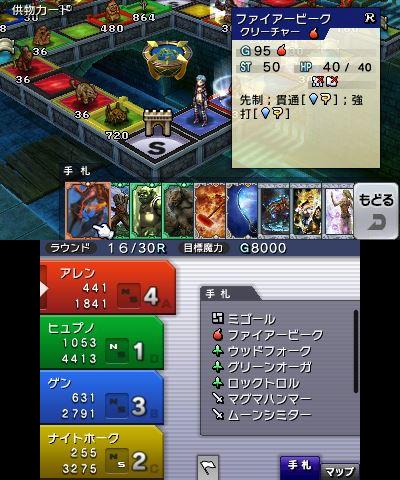 供物カード
480
864
36
36
36
720
S
ファイアービーク R
クリーチャー
G 95
ST 50 HP 40 / 40
先制；貫通[ ]；強
打[ ]
手札
もどる
ラウンド 16/30R 目標魔力 G8000
アレン
441
1841
N S 4 A
ヒュプノ
1053
4413
N S 1 D
ゲン
631
2791
N S 3 B
ナイトホーク
255
3275
N S 2 C
手札
ミゴール
ファイアービーク
ウッドフォーク
グリーンオーガ
ロックトロル
マグマハンマー
ムーンシミター
手札
マップ